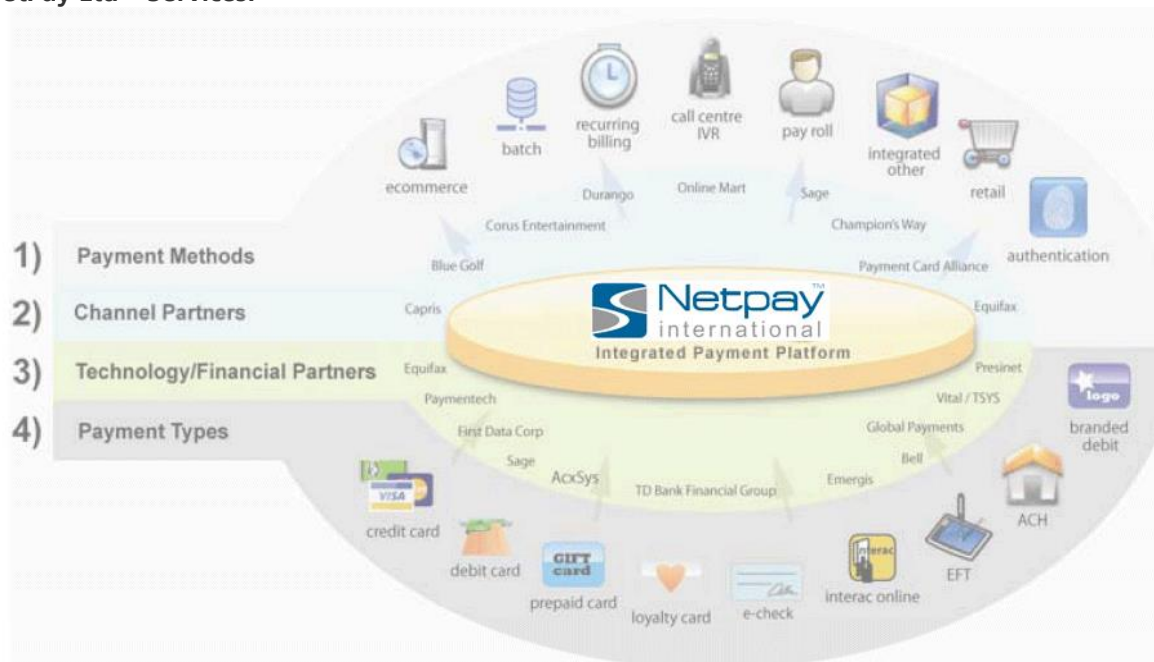 ecommerce
batch
recurring
billing
call centre
IVR
pay roll
integrated
other
retail
authentication
Blue Golf
Corus Entertainment
Durango
Online Mart
Sage
Champion's Way
Payment Card Alliance
1) Payment Methods
2) Channel Partners
Capris
Equifax
Netpay™
international
Integrated Payment Platform
3) Technology/Financial Partners
Equifax
Paymentech
First Data Corp
Sage
AcxSys
TD Bank Financial Group
Emergis
Bell
Global Payments
Vital / TSYS
Presinet
4) Payment Types
VISA
credit card
debit card
GIFT
card
prepaid card
loyalty card
e-check
interac
interac online
EFT
ACH
logo
branded
debit